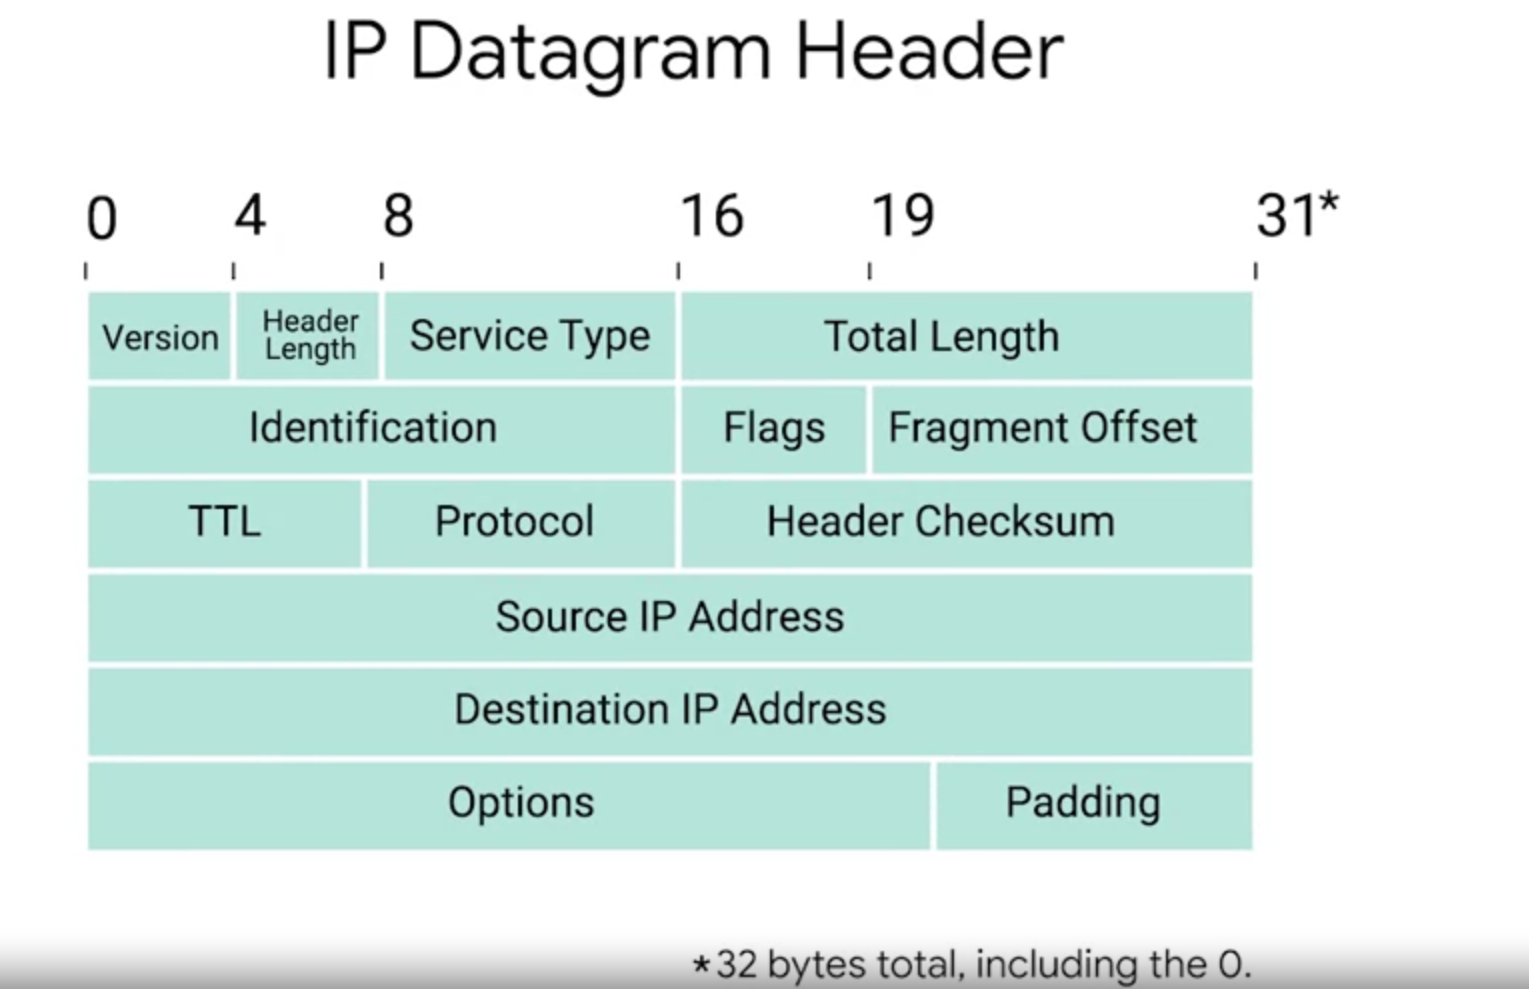 IP Datagram Header
0 4 8 16 19 31*
Version Header Length Service Type Total Length
Identification Flags Fragment Offset
TTL Protocol Header Checksum
Source IP Address
Destination IP Address
Options Padding
*32 bytes total, including the 0.